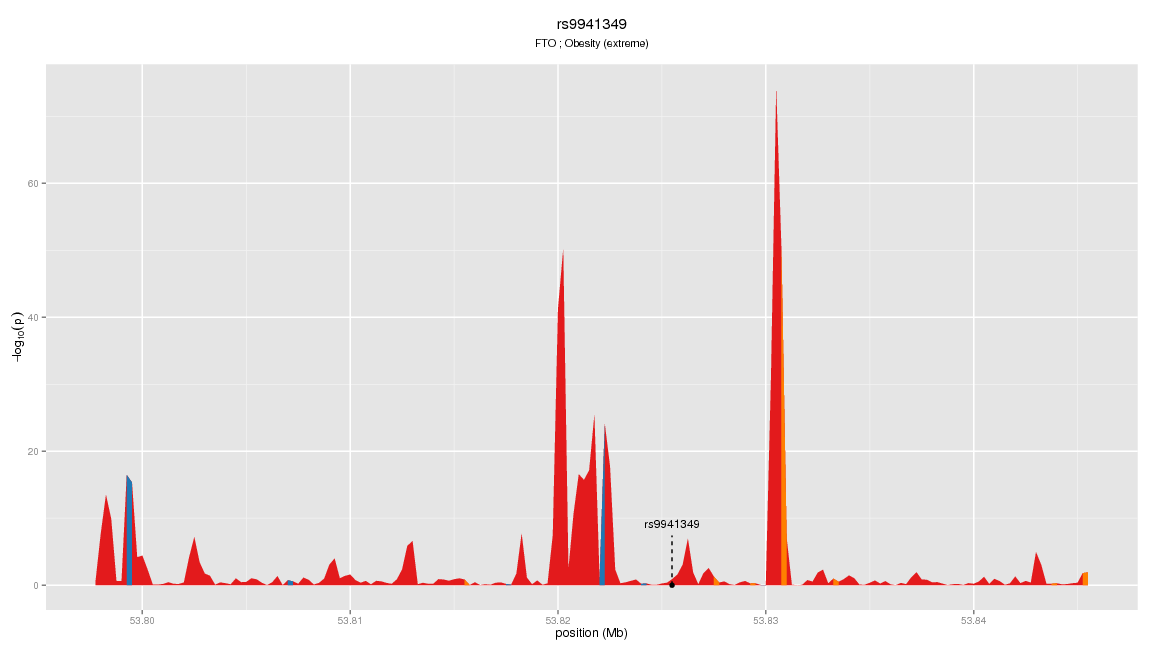 rs9941349
FTO ; Obesity (extreme)
60
40
20
0
-log10(p)
rs9941349
53.80
53.81
53.82
53.83
53.84
position (Mb)